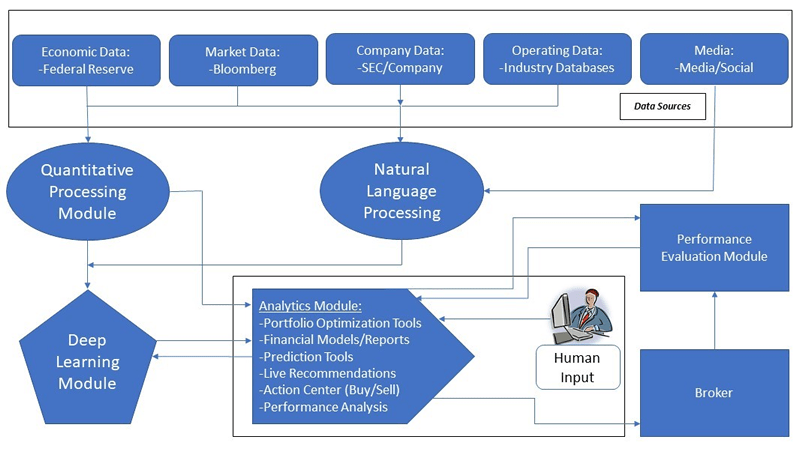 Economic Data:
-Federal Reserve
Market Data:
-Bloomberg
Company Data:
-SEC/Company
Operating Data:
-Industry Databases
Media:
-Media/Social
Data Sources
Quantitative
Processing
Module
Natural
Language
Processing
Performance
Evaluation Module
Deep
Learning
Module
Analytics Module:
-Portfolio Optimization Tools
-Financial Models/Reports
-Prediction Tools
-Live Recommendations
-Action Center (Buy/Sell)
-Performance Analysis
Human
Input
Broker